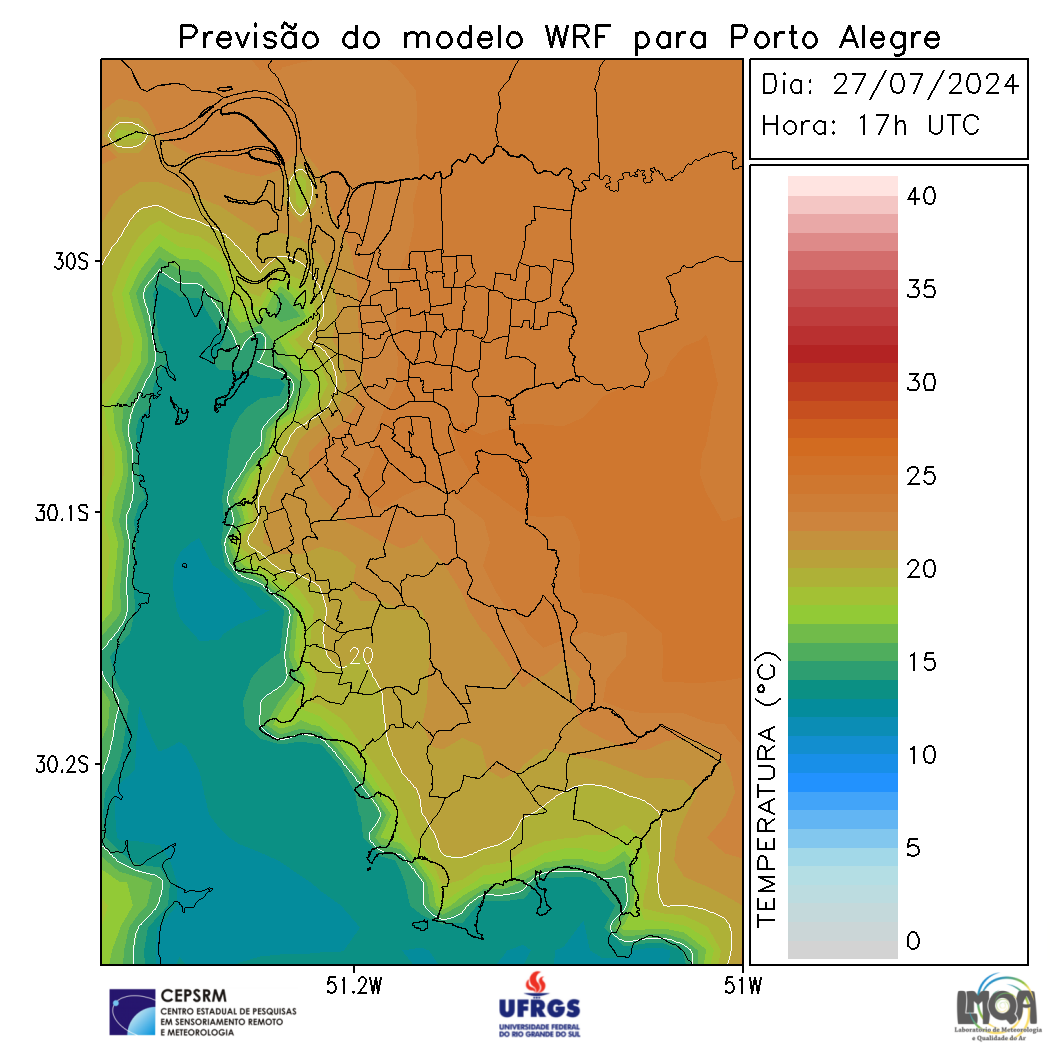 Previsão do modelo WRF para Porto Alegre
Dia: 27/07/2024
Hora: 17h UTC
40
35
30
25
20
15
10
5
0
TEMPERATURA (°C)
30S
30.1S
30.2S
20
51.2W
51W
CEPSRM
CENTRO ESTADUAL DE PESQUISAS
EM SENSORIAMENTO REMOTO
E METEOROLOGIA
UFRGS
UNIVERSIDADE FEDERAL
DO RIO GRANDE DO SUL
LMQA
Laboratório de Meteorologia
e Qualidade do Ar